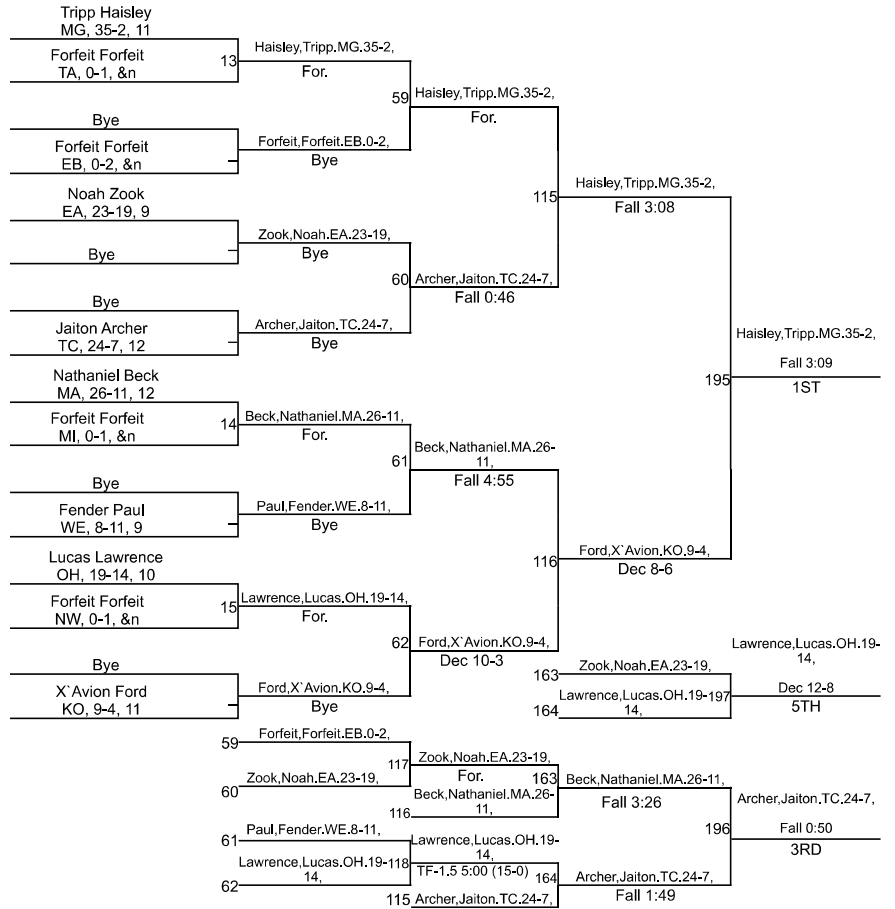 Tripp Haisley
MG, 35-2, 11
Forfeit Forfeit
TA, 0-1, &n
13
Haisley,Tripp.MG.35-2,
For.
Bye
Forfeit Forfeit
EB, 0-2, &n
Forfeit,Forfeit.EB.0-2,
Bye
59
Haisley,Tripp.MG.35-2,
For.
Noah Zook
EA, 23-19, 9
Bye
Zook,Noah.EA.23-19,
Bye
Bye
Jaiton Archer
TC, 24-7, 12
Archer,Jaiton.TC.24-7,
Bye
60
Archer,Jaiton.TC.24-7,
Fall 0:46
115
Haisley,Tripp.MG.35-2,
Fall 3:08
Nathaniel Beck
MA, 26-11, 12
Forfeit Forfeit
MI, 0-1, &n
14
Beck,Nathaniel.MA.26-11,
For.
Bye
Fender Paul
WE, 8-11, 9
Paul,Fender.WE.8-11,
Bye
61
Beck,Nathaniel.MA.26-
11,
Fall 4:55
Lucas Lawrence
OH, 19-14, 10
Forfeit Forfeit
NW, 0-1, &n
15
Lawrence,Lucas.OH.19-14,
For.
Bye
X`Avion Ford
KO, 9-4, 11
Ford,X`Avion.KO.9-4,
Bye
62
Ford,X`Avion.KO.9-4,
Dec 10-3
116
Ford,X`Avion.KO.9-4,
Dec 8-6
195
Haisley,Tripp.MG.35-2,
Fall 3:09
1ST
163
Zook,Noah.EA.23-19,
164
Lawrence,Lucas.OH.19-
14,
197
Lawrence,Lucas.OH.19-
14,
Dec 12-8
5TH
59
Forfeit,Forfeit.EB.0-2,
60
Zook,Noah.EA.23-19,
117
Zook,Noah.EA.23-19,
For.
116
Beck,Nathaniel.MA.26-
11,
163
Beck,Nathaniel.MA.26-11,
Fall 3:26
61
Paul,Fender.WE.8-11,
62
Lawrence,Lucas.OH.19-
14,
118
Lawrence,Lucas.OH.19-
14,
TF-1.5 5:00 (15-0)
115
Archer,Jaiton.TC.24-7,
164
Archer,Jaiton.TC.24-7,
Fall 1:49
196
Archer,Jaiton.TC.24-7,
Fall 0:50
3RD